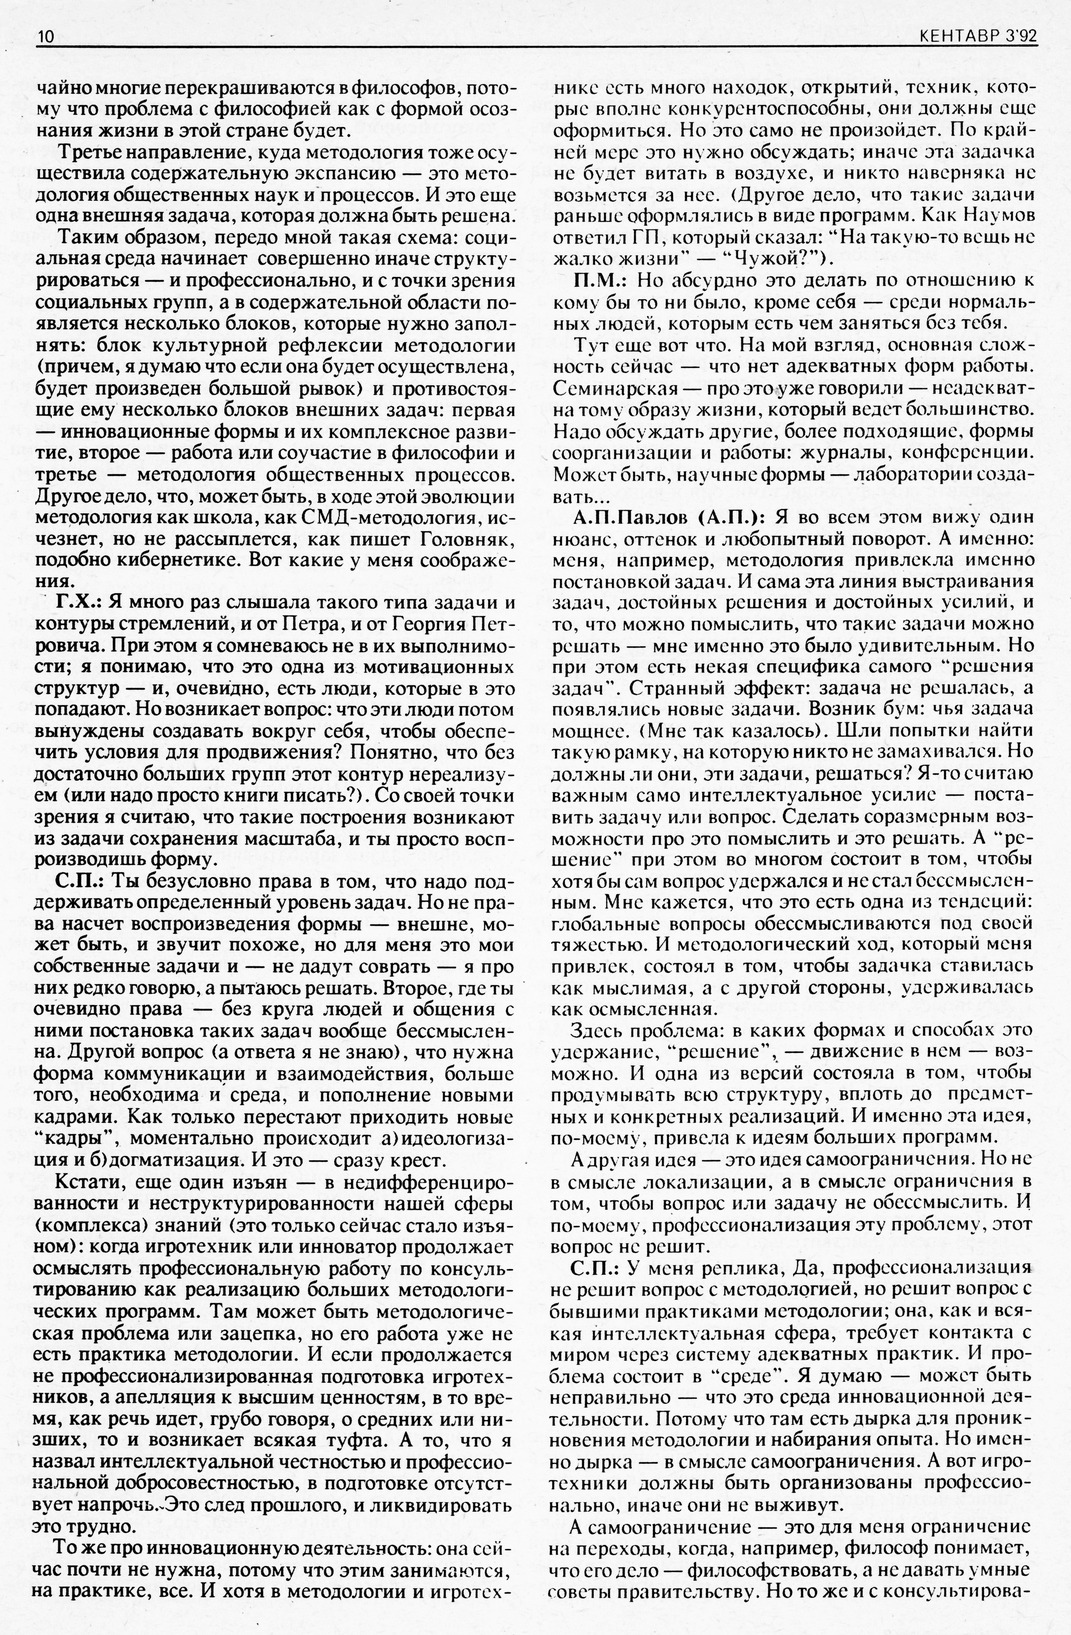 10
КЕНТАВР 3'92
чайно многие перекрашиваются в философов, пото-
му что проблема с философией как с формой осоз-
нания жизни в этой стране будет.
Третье направление, куда методология тоже осу-
ществила содержательную экспансию — это мето-
дология общественных наук и процессов. И это еще
одна внешняя задача, которая должна быть решена.
Таким образом, передо мной такая схема: соци-
альная среда начинает совершенно иначе структу-
рироваться — и профессионально, и с точки зрения
социальных групп, а в содержательной области по-
является несколько блоков, которые нужно запол-
нять: блок культурной рефлексии методологии
(причем, я думаю что если она будет осуществлена,
будет произведен большой рывок) и противостоя-
щие ему несколько блоков внешних задач: первая
— инновационные формы и их комплексное разви-
тие, второе — работа или соучастие в философии и
третье — методология общественных процессов.
Другое дело, что, может быть, в ходе этой эволюции
методология как школа, как СМД-методология, ис-
чезнет, но не рассыплется, как пишет Головняк,
подобно кибернетике. Вот какие у меня соображе-
ния.
Г.Х.: Я много раз слышала такого типа задачи и
контуры стремлений, и от Петра, и от Георгия Пет-
ровича. При этом я сомневаюсь не в их выполнимо-
сти; я понимаю, что это одна из мотивационных
структур — и, очевидно, есть люди, которые в это
попадают. Но возникает вопрос: что эти люди потом
вынуждены создавать вокруг себя, чтобы обеспе-
чить условия для продвижения? Понятно, что без
достаточно больших групп этот контур нереализу-
ем (или надо просто книги писать?). Со своей точки
зрения я считаю, что такие построения возникают
из задачи сохранения масштаба, и ты просто восп-
роизводишь форму.
С.П.: Ты безусловно права в том, что надо под-
держивать определенный уровень задач. Но не пра-
ва насчет воспроизведения формы — внешне, мо-
жет быть, и звучит похоже, но для меня это мои
собственные задачи и — не дадут соврать — я про
них редко говорю, а пытаюсь решать. Второе, где ты
очевидно права — без круга людей и общения с
ними постановка таких задач вообще бессмыслен-
на. Другой вопрос (а ответа я не знаю), что нужна
форма коммуникации и взаимодействия, больше
того, необходима и среда, и пополнение новыми
кадрами. Как только перестают приходить новые
“кадры”, моментально происходит а)идеологиза-
ция и б)догматизация. И это — сразу крест.
Кстати, еще один изъян — в недифференциро-
ванности и неструктурированности нашей сферы
(комплекса) знаний (это только сейчас стало изъя-
ном): когда игротехник или инноватор продолжает
осмыслять профессиональную работу по консуль-
тированию как реализацию больших методологи-
ческих программ. Там может быть методологиче-
ская проблема или зацепка, но его работа уже не
есть практика методологии. И если продолжается
не профессионализированная подготовка игротех-
ников, а апелляция к высшим ценностям, в то вре-
мя, как речь идет, грубо говоря, о средних или ни-
зших, то и возникает всякая туфта. А то, что я
назвал интеллектуальной честностью и профессио-
нальной добросовестностью, в подготовке отсутст-
вует напрочь. Это след прошлого, и ликвидировать
это трудно.
То же про инновационную деятельность: она сей-
час почти не нужна, потому что этим занимаются,
на практике, все. И хотя в методологии и игротех-
нике есть много находок, открытий, техник, кото-
рые вполне конкурентоспособны, они должны еще
оформиться. Но это само не произойдет. По край-
ней мере это нужно обсуждать; иначе эта задачка
не будет витать в воздухе, и никто наверняка не
возьмется за нее. (Другое дело, что такие задачи
раньше оформлялись в виде программ. Как Наумов
ответил ГП, который сказал: “На такую-то вещь не
жалко жизни” — “Чужой?”).
П.М.: Но абсурдно это делать по отношению к
кому бы то ни было, кроме себя — среди нормаль-
ных людей, которым есть чем заняться без тебя.
Тут еще вот что. На мой взгляд, основная слож-
ность сейчас — что нет адекватных форм работы.
Семинарская — про это уже говорили — неадекват-
на тому образу жизни, который ведет большинство.
Надо обсуждать другие, более подходящие, формы
соорганизации и работы: журналы, конференции.
Может быть, научные формы — лаборатории созда-
вать...
А.П.Павлов (А.П.): Я во всем этом вижу один
нюанс, оттенок и любопытный поворот. А именно:
меня, например, методология привлекла именно
постановкой задач. И сама эта линия выстраивания
задач, достойных решения и достойных усилий, и
то, что можно помыслить, что такие задачи можно
решать — мне именно это было удивительным. Но
при этом есть некая специфика самого “решения
задач”. Странный эффект: задача не решалась, а
появлялись новые задачи. Возник бум: чья задача
мощнее. (Мне так казалось). Шли попытки найти
такую рамку, на которую никто не замахивался. Но
должны ли они, эти задачи, решаться? Я-то считаю
важным само интеллектуальное усилие — поста-
вить задачу или вопрос. Сделать соразмерным воз-
можности про это помыслить и это решать. А “ре-
шение” при этом во многом состоит в том, чтобы
хотя бы сам вопрос удержался и не стал бессмыслен-
ным. Мне кажется, что это есть одна из тендеций:
глобальные вопросы обессмысливаются под своей
тяжестью. И методологический ход, который меня
привлек, состоял в том, чтобы задачка ставилась
как мыслимая, а с другой стороны, удерживалась
как осмысленная.
Здесь проблема: в каких формах и способах это
удержание, “решение”, — движение в нем — воз-
можно. И одна из версий состояла в том, чтобы
продумывать всю структуру, вплоть до предмет-
ных и конкретных реализаций. И именно эта идея,
по-моему, привела к идеям больших программ.
А другая идея — это идея самоограничения. Но не
в смысле локализации, а в смысле ограничения в
том, чтобы вопрос или задачу не обессмыслить. И
по-моему, профессионализация эту проблему, этот
вопрос не решит.
С.П.: У меня реплика, Да, профессионализация
не решит вопрос с методологией, но решит вопрос с
бывшими практиками методологии; она, как и вся-
кая интеллектуальная сфера, требует контакта с
миром через систему адекватных практик. И про-
блема состоит в “среде”. Я думаю — может быть
неправильно — что это среда инновационной дея-
тельности. Потому что там есть дырка для проник-
новения методологии и набирания опыта. Но имен-
но дырка — в смысле самоограничения. А вот игро-
техники должны быть организованы профессио-
нально, иначе они не выживут.
А самоограничение — это для меня ограничение
на переходы, когда, например, философ понимает,
что его дело — философствовать, а не давать умные
советы правительству. Но то же и с консультирова-